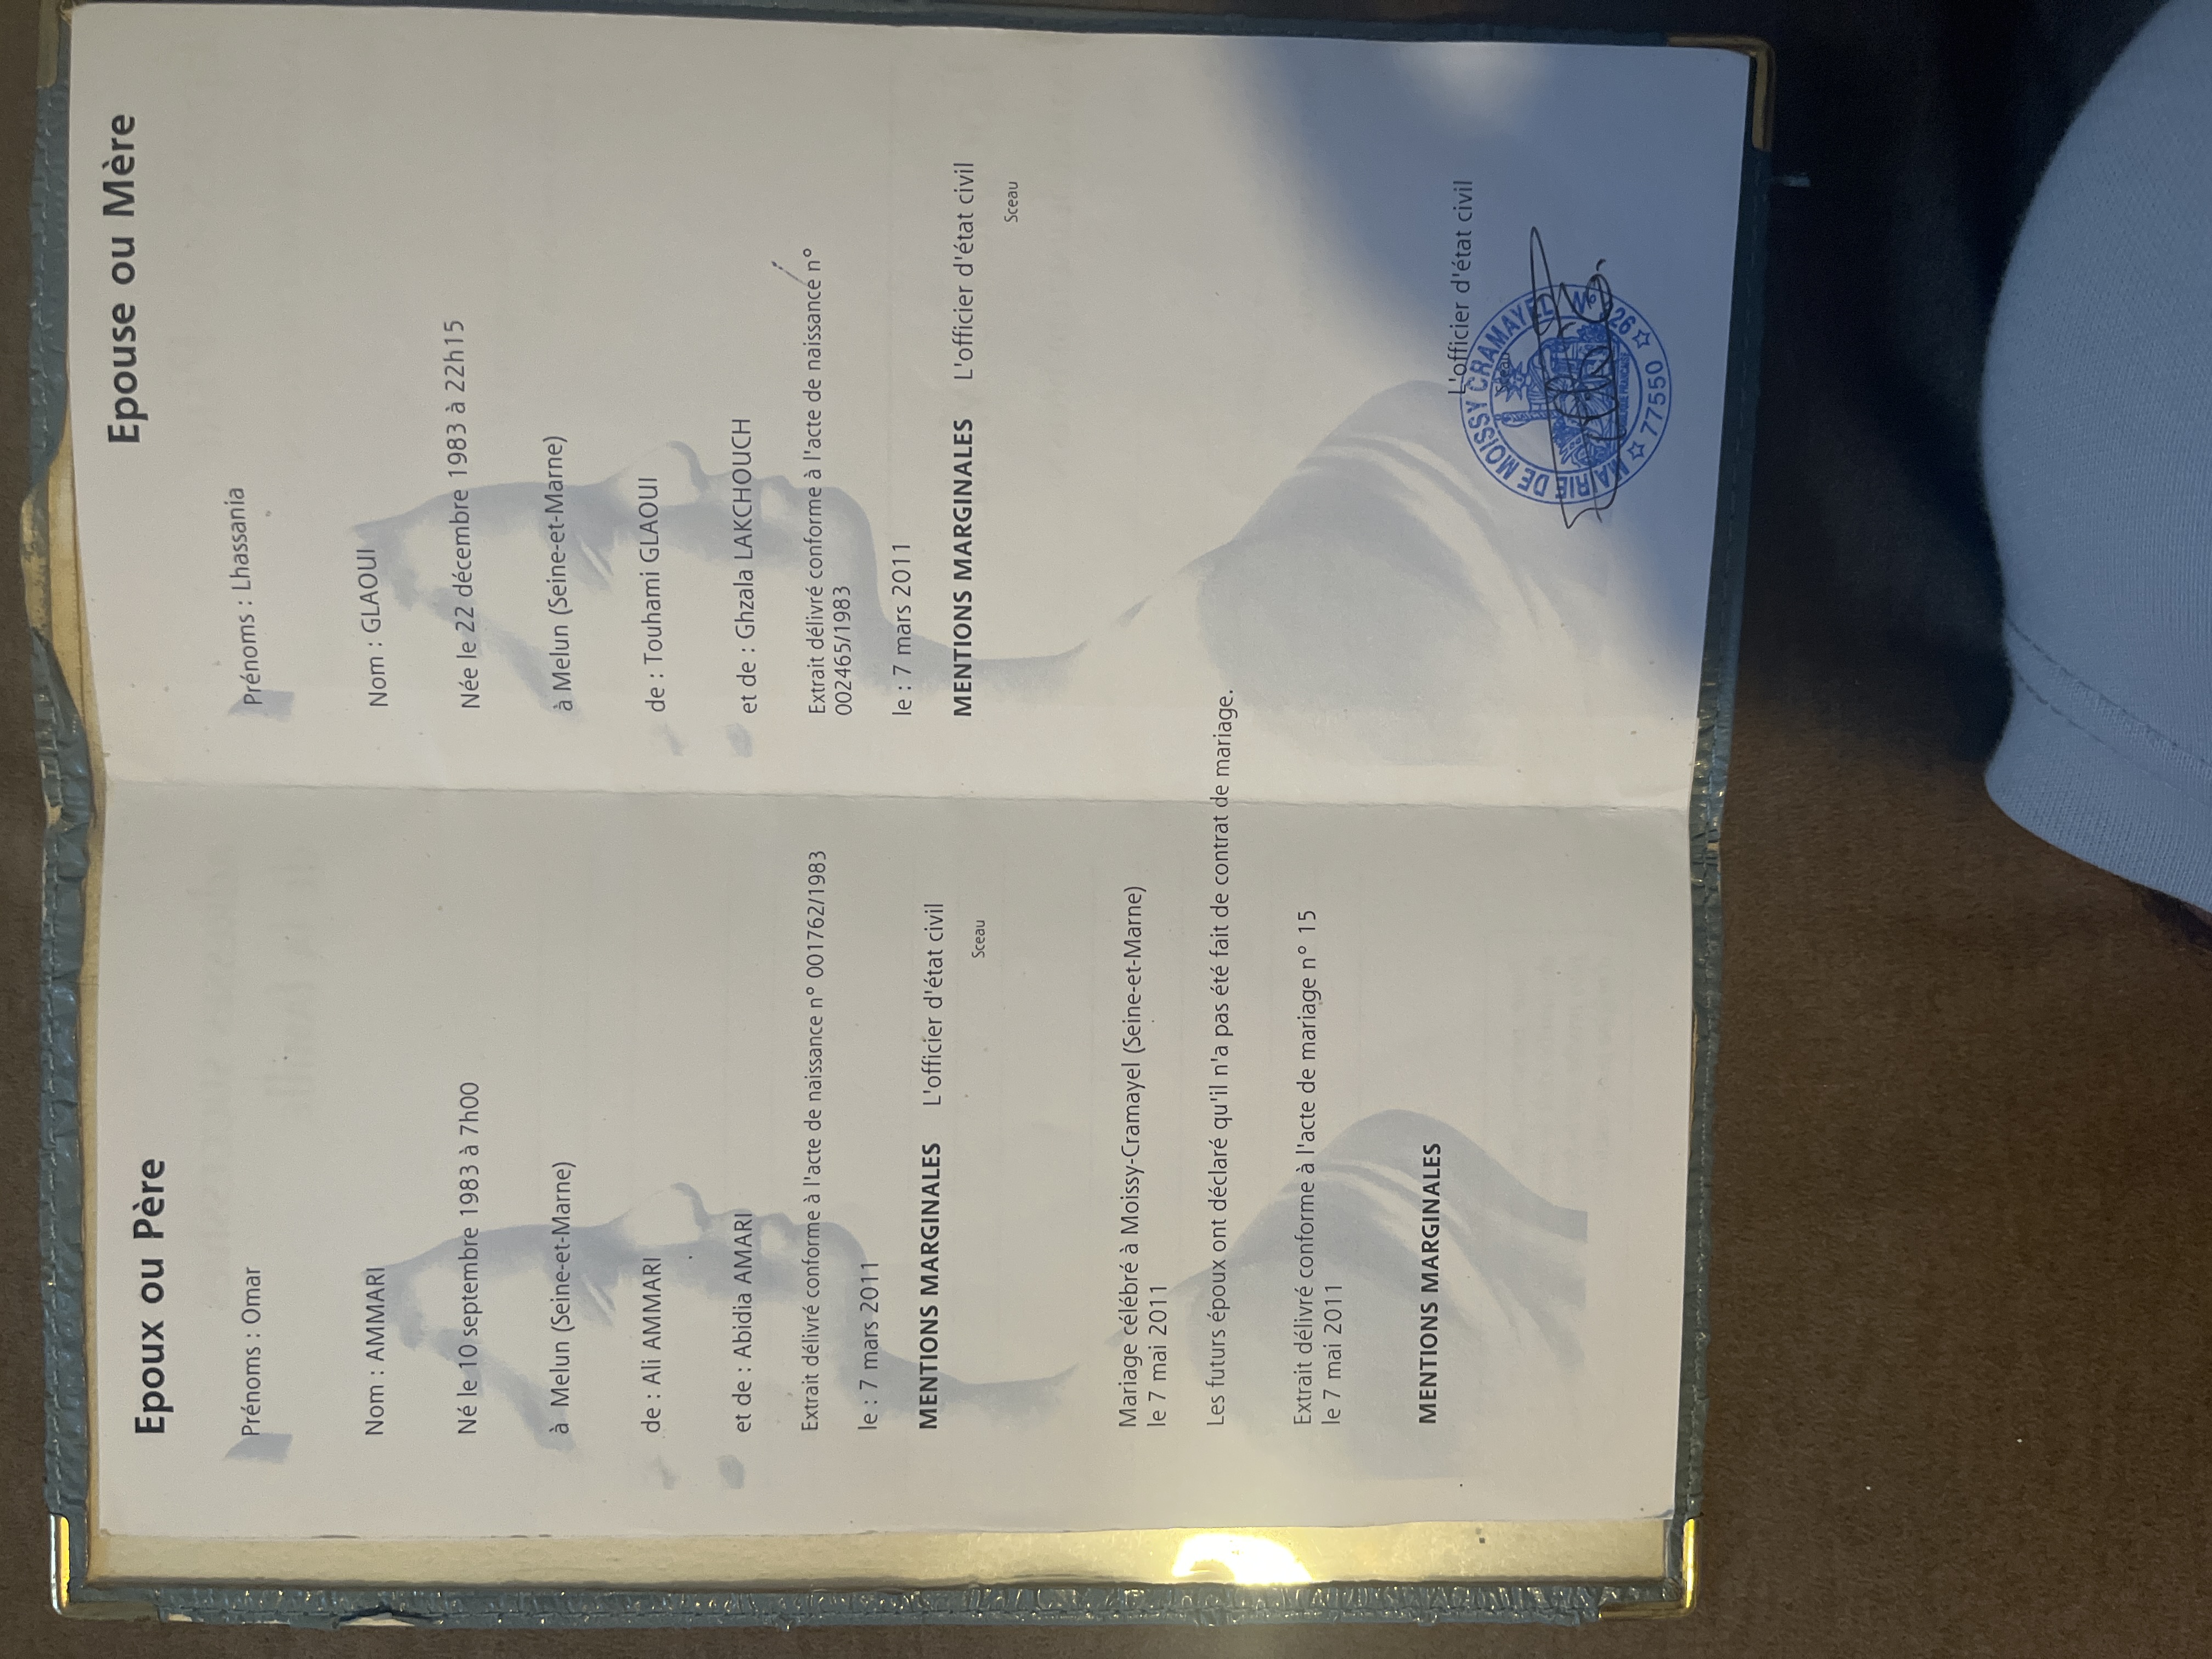 Epoux ou Père
Prénoms : Omar
Nom : AMMARI
Né le 10 septembre 1983 à 7h00
à Melun (Seine-et-Marne)
de : Ali AMMARI
et de : Abidia AMARI
Extrait délivré conforme à l'acte de naissance n° 001762/1983
le : 7 mars 2011
MENTIONS MARGINALES L'officier d'état civil
Sceau
Epouse ou Mère
Prénoms : Lhassania
Nom : GLAOUI
Née le 22 décembre 1983 à 22h15
à Melun (Seine-et-Marne)
de : Touhami GLAOUI
et de : Ghzala LAKCHOUCH
Extrait délivré conforme à l'acte de naissance n°
002465/1983
le : 7 mars 2011
MENTIONS MARGINALES L'officier d'état civil
Sceau
Mariage célébré à Moissy-Cramayel (Seine-et-Marne)
le 7 mai 2011
Les futurs époux ont déclaré qu'il n'a pas été fait de contrat de mariage.
Extrait délivré conforme à l'acte de mariage n° 15
le 7 mai 2011
MENTIONS MARGINALES
L'officier d'état civil
Sceau
MAIRIE DE MOISSY CRAMAYEL N° 26
77550